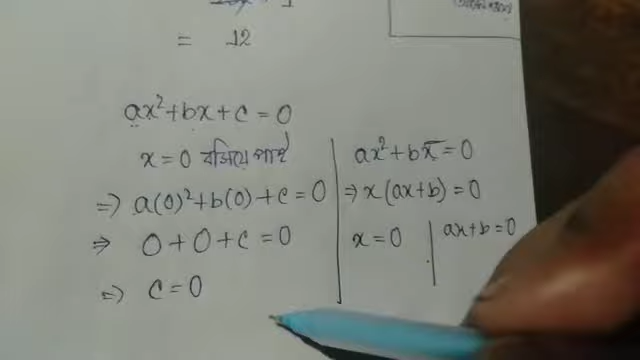 = 12
ax²+bx+c=0
x=0 বসিয়ে পাই
=> a(0)²+b(0)+c=0
=> 0+0+c=0
=> c=0
ax²+bx=0
=> x(ax+b)=0
x=0 | ax+b=0